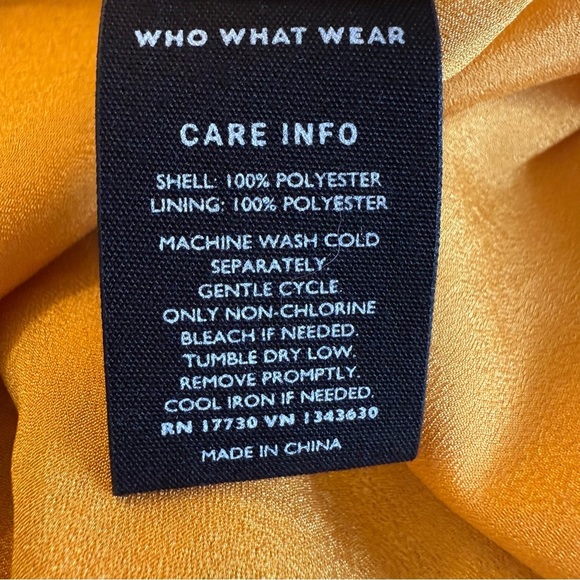 WHO WHAT WEAR
CARE INFO
SHELL: 100% POLYESTER
LINING: 100% POLYESTER
MACHINE WASH COLD
SEPARATELY.
GENTLE CYCLE.
ONLY NON-CHLORINE
BLEACH IF NEEDED.
TUMBLE DRY LOW.
REMOVE PROMPTLY.
COOL IRON IF NEEDED.
RN 17730 VN 1343630
MADE IN CHINA